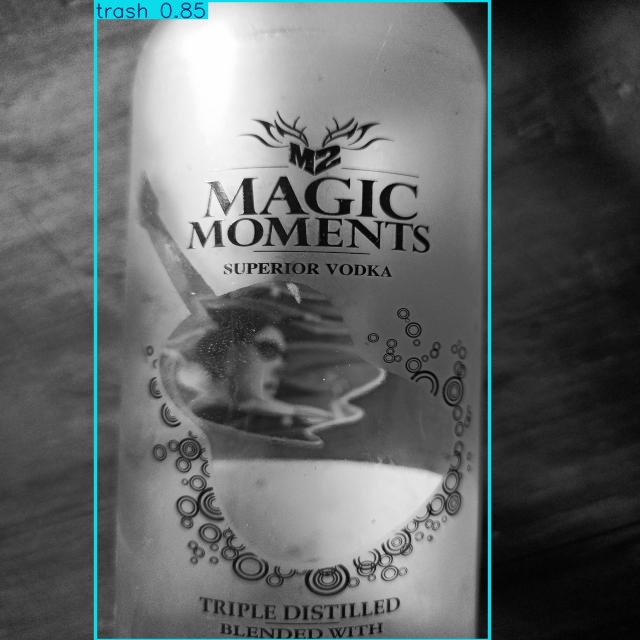 trash 0.85
M2
MAGIC
MOMENTS
SUPERIOR VODKA
TRIPLE DISTILLED
BLENDED WITH